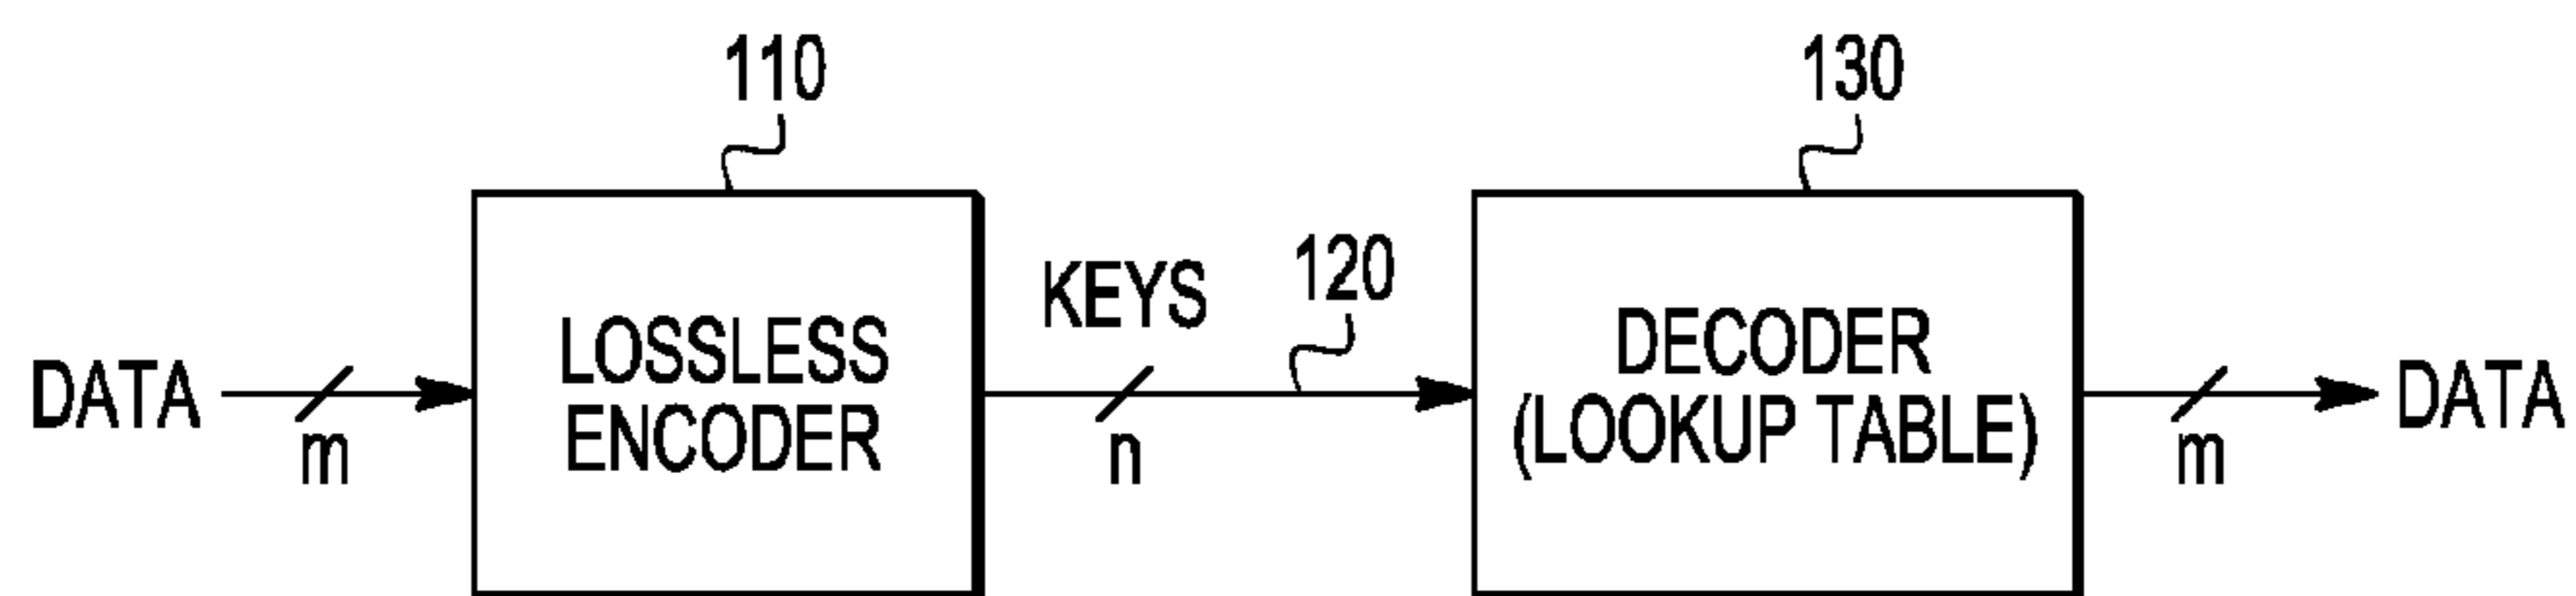 110
130
KEYS
120
DATA
m
LOSSLESS
ENCODER
n
DECODER
(LOOKUP TABLE)
m
DATA